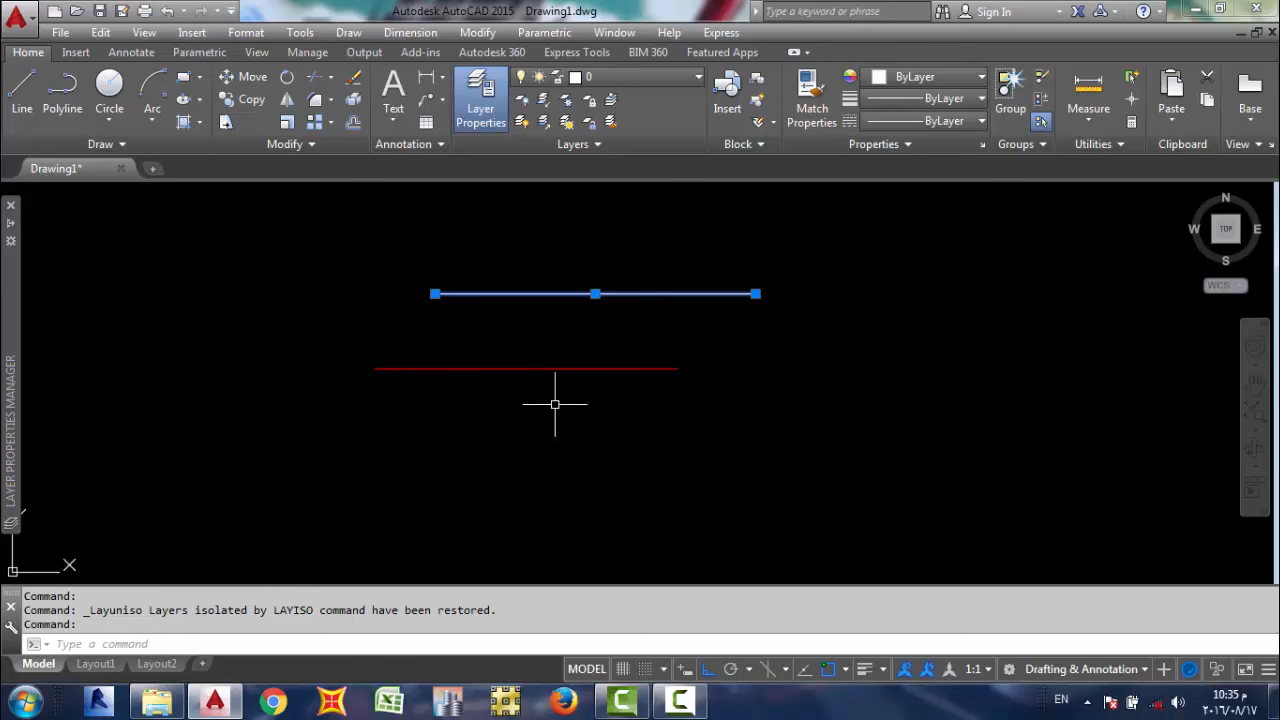 Autodesk AutoCAD 2015 Drawing1.dwg
Type a keyword or phrase
Sign In
File Edit View Insert Format Tools Draw Dimension Modify Parametric Window Help Express
Home Insert Annotate Parametric View Manage Output Add-ins Autodesk 360 Express Tools BIM 360 Featured Apps
Line Polyline Circle Arc
Move
Copy
Text
Layer Properties
0
Insert
Match Properties
ByLayer
ByLayer
ByLayer
Group
Measure
Paste
Base
Draw Modify Annotation Layers Block Properties Groups Utilities Clipboard View
Drawing1*
N
W TOP E
S
WCS
LAYER PROPERTIES MANAGER
X
Command:
Command: _Layuniso Layers isolated by LAYISO command have been restored.
Command:
Type a command
Model Layout1 Layout2
MODEL 1:1 Drafting & Annotation
EN
م 10:35
٢٠١٦/٠٨/١٧